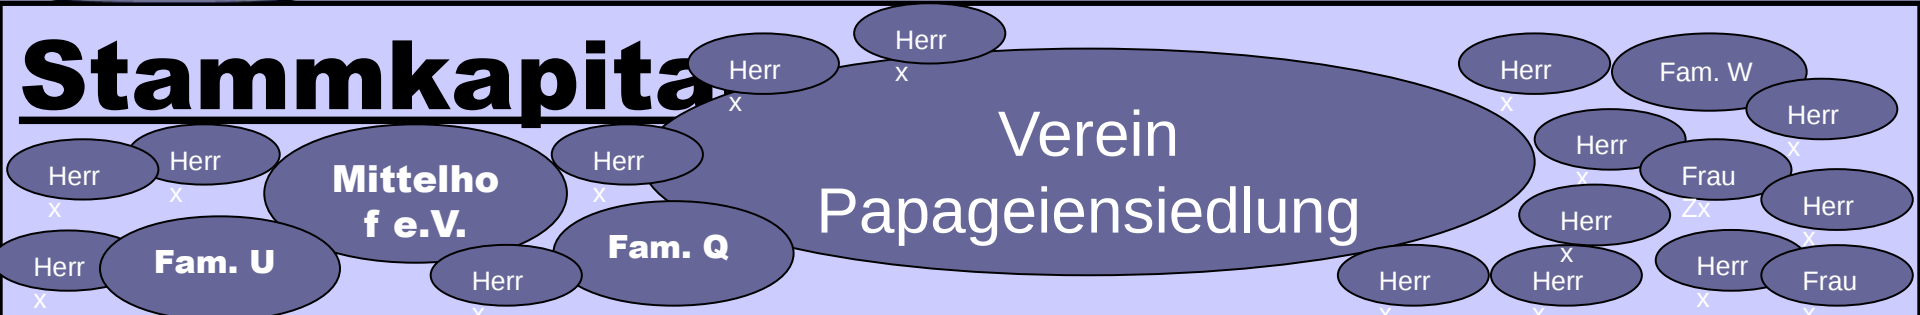 Stammkapita
Herr
x
Herr
x
Verein
Papageiensiedlung
Herr
x
Fam. W
Herr
x
Herr
x
Herr
x
Mittelho
f e.V.
Herr
x
Herr
x
Frau
Zx
Herr
x
Herr
x
Herr
x
Fam. U
Herr
x
Fam. Q
Herr
x
Herr
x
Herr
x
Frau
x